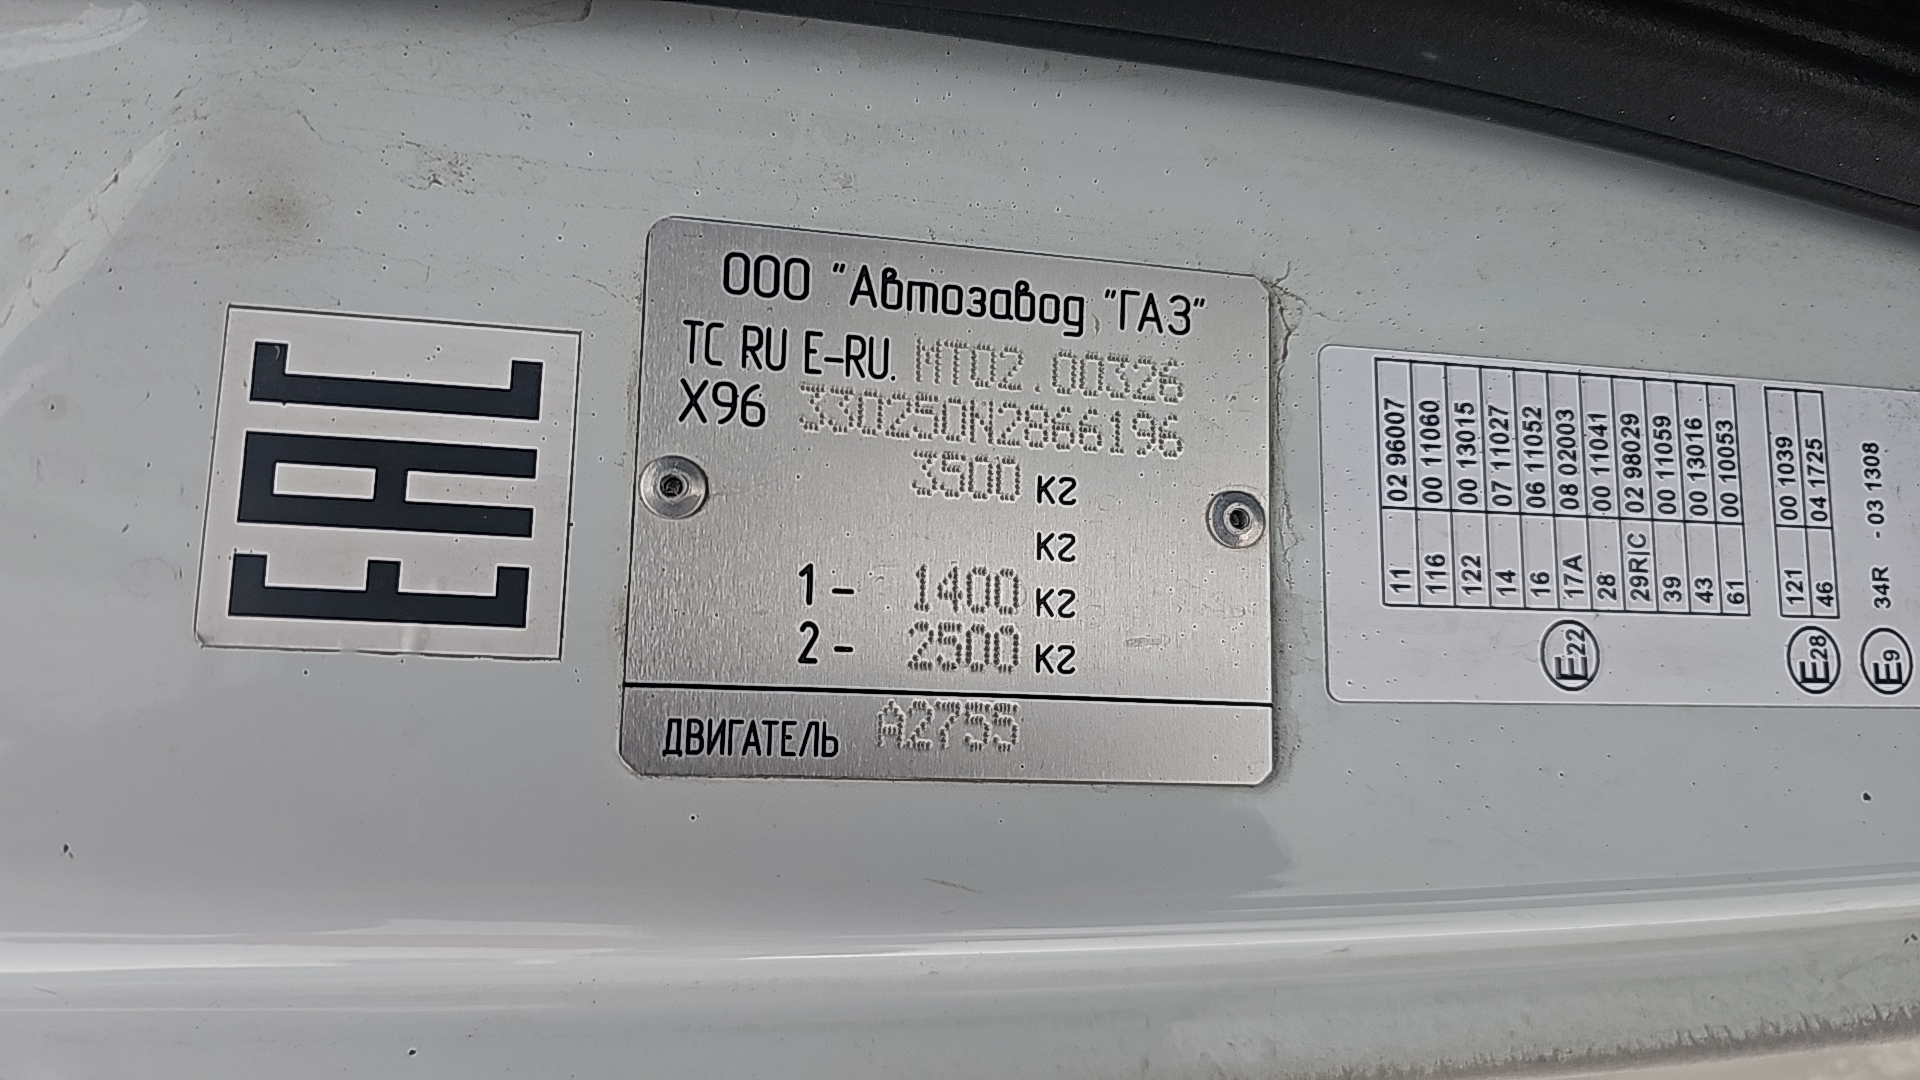 EAC
ООО "Автозавод "ГАЗ"
ТС RU E-RU. МТ02.00326
X96 330250N2866196
3500 кг
кг
1 - 1400 кг
2 - 2500 кг
ДВИГАТЕЛЬ А2755
11 02 96007
116 00 11060
122 00 13015
14 07 11027
16 06 11052
17A 08 02003
28 00 11041
29RIC 02 98029
39 00 11059
43 00 13016
61 00 10053
E22
121 00 1039
46 04 1725
E28
34R - 03 1308
E9